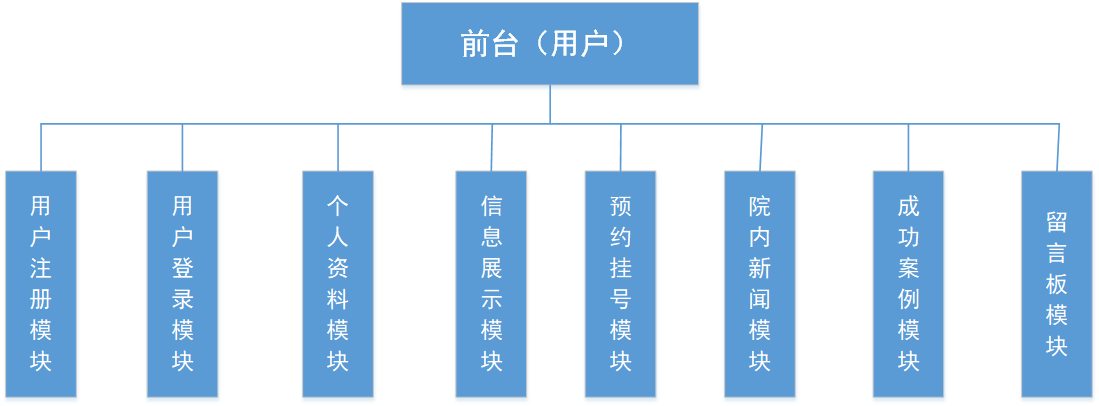 前台（用户）
用户注册模块
用户登录模块
个人资料模块
信息展示模块
预约挂号模块
院内新闻模块
成功案例模块
留言板模块